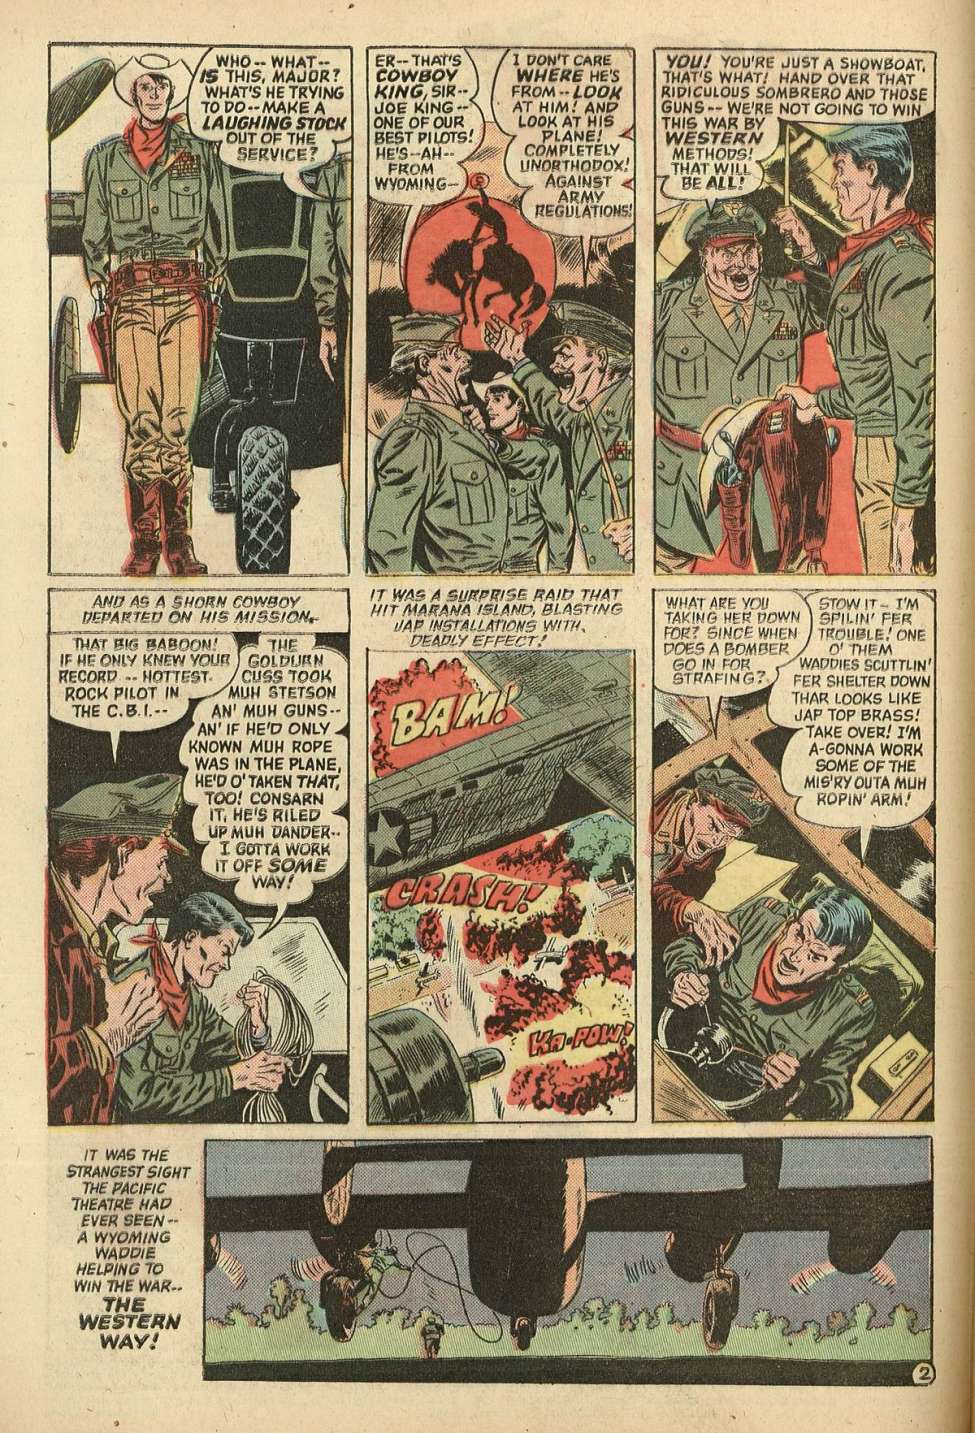 WHO-- WHAT--
IS THIS, MAJOR?
WHAT'S HE TRYING
TO DO-- MAKE A
LAUGHING STOCK
OUT OF THE
SERVICE?
ER-- THAT'S
COWBOY
KING, SIR--
JOE KING--
ONE OF OUR
BEST PILOTS!
HE'S--AH--
FROM
WYOMING--
I DON'T CARE
WHERE HE'S
FROM-- LOOK
AT HIM! AND
LOOK AT HIS
PLANE!
COMPLETELY
UNORTHODOX!
AGAINST
ARMY
REGULATIONS!
YOU! YOU'RE JUST A SHOWBOAT,
THAT'S WHAT! HAND OVER THAT
RIDICULOUS SOMBRERO AND THOSE
GUNS-- WE'RE NOT GOING TO WIN
THIS WAR BY
WESTERN
METHODS!
THAT WILL
BE ALL!
AND AS A SHORN COWBOY
DEPARTED ON HIS MISSION--
THAT BIG BABOON!
IF HE ONLY KNEW YOUR
RECORD -- HOTTEST-
ROCK PILOT IN
THE C.B.I.--
THE
GOLDURN
CUSS TOOK
MUH STETSON
AN' MUH GUNS--
AN' IF HE'D ONLY
KNOWN MUH ROPE
WAS IN THE PLANE,
HE'D O' TAKEN THAT,
TOO! CONSARN
IT, HE'S RILED
UP MUH DANDER--
I GOTTA WORK
IT OFF SOME
WAY!
IT WAS A SURPRISE RAID THAT
HIT MARANA ISLAND, BLASTING
JAP INSTALLATIONS WITH
DEADLY EFFECT!
BAM!
CRASH!
KA-POW!
WHAT ARE YOU
TAKING HER DOWN
FOR? SINCE WHEN
DOES A BOMBER
GO IN FOR
STRAFING?
STOW IT-- I'M
SPILIN' FER
TROUBLE! ONE
O' THEM
WADDIES SCUTTLIN'
FER SHELTER DOWN
THAR LOOKS LIKE
JAP TOP BRASS!
TAKE OVER! I'M
A-GONNA WORK
SOME OF THE
MIS'RY OUTA MUH
ROPIN' ARM!
IT WAS THE
STRANGEST SIGHT
THE PACIFIC
THEATRE HAD
EVER SEEN--
A WYOMING
WADDIE
HELPING TO
WIN THE WAR--
THE
WESTERN
WAY!
2